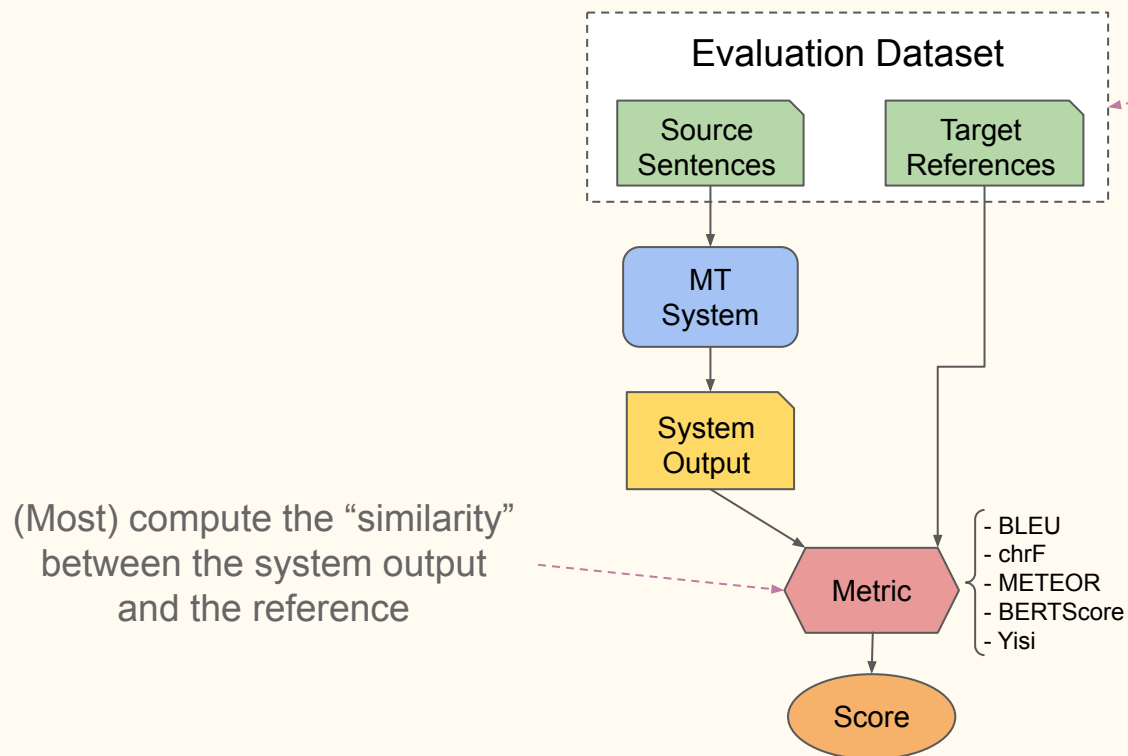 Evaluation Dataset
Source
Sentences
Target
References
MT
System
System
Output
(Most) compute the “similarity”
between the system output
and the reference
Metric
- BLEU
- chrF
- METEOR
- BERTScore
- Yisi
Score